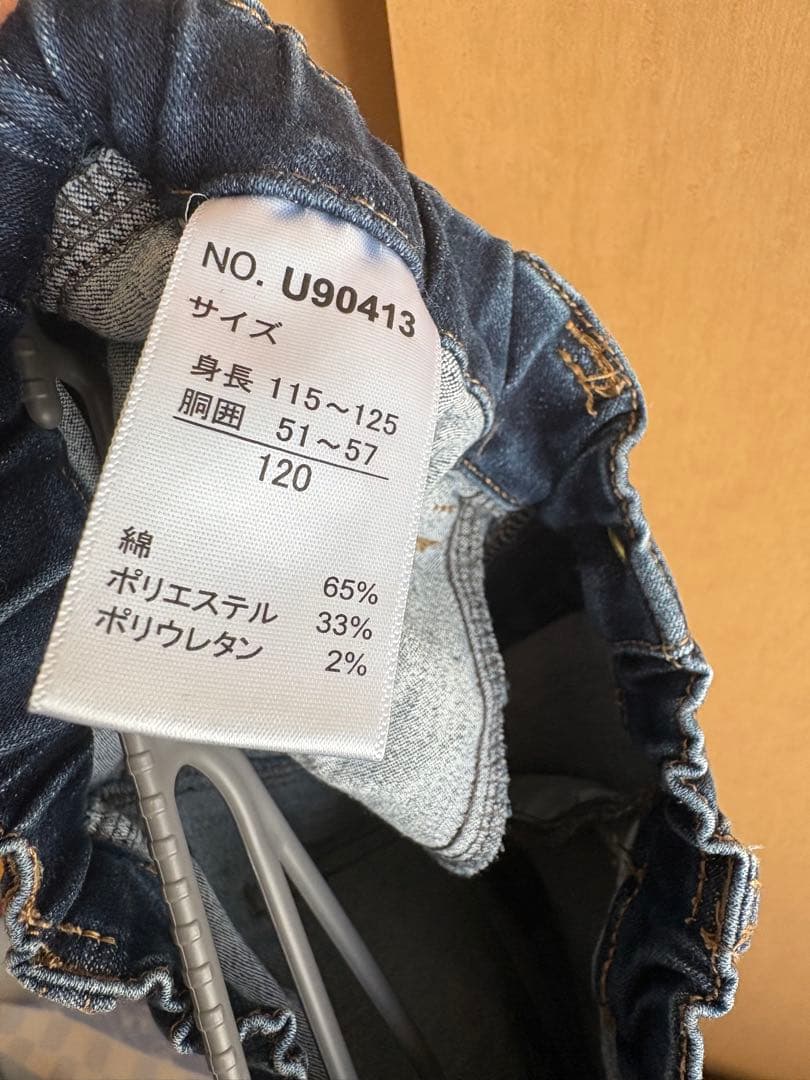 NO. U90413
サイズ
身長 115～125
胴囲 51～57
120
綿 65%
ポリエステル 33%
ポリウレタン 2%